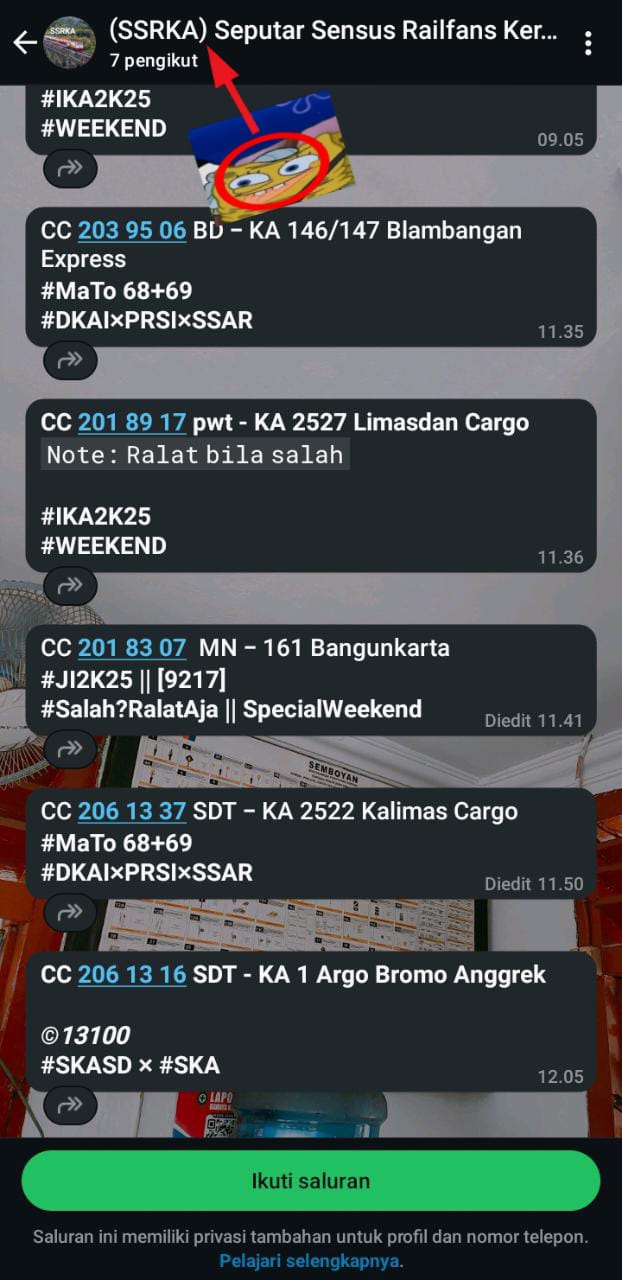 SSRKA
(SSRKA) Seputar Sensus Railfans Ker...
7 pengikut
#IKA2K25
#WEEKEND
09.05
CC 203 95 06 BD – KA 146/147 Blambangan
Express
#MaTo 68+69
#DKAI×PRSI×SSAR
11.35
CC 201 89 17 pwt - KA 2527 Limasdan Cargo
Note: Ralat bila salah
#IKA2K25
#WEEKEND
11.36
CC 201 83 07 MN – 161 Bangunkarta
#JI2K25 || [9217]
#Salah?RalatAja || SpecialWeekend
Diedit 11.41
SEMBOYAN
CC 206 13 37 SDT – KA 2522 Kalimas Cargo
#MaTo 68+69
#DKAI×PRSI×SSAR
Diedit 11.50
CC 206 13 16 SDT - KA 1 Argo Bromo Anggrek
©13100
#SKASD × #SKA
12.05
LAPO
Ikuti saluran
Saluran ini memiliki privasi tambahan untuk profil dan nomor telepon.
Pelajari selengkapnya.